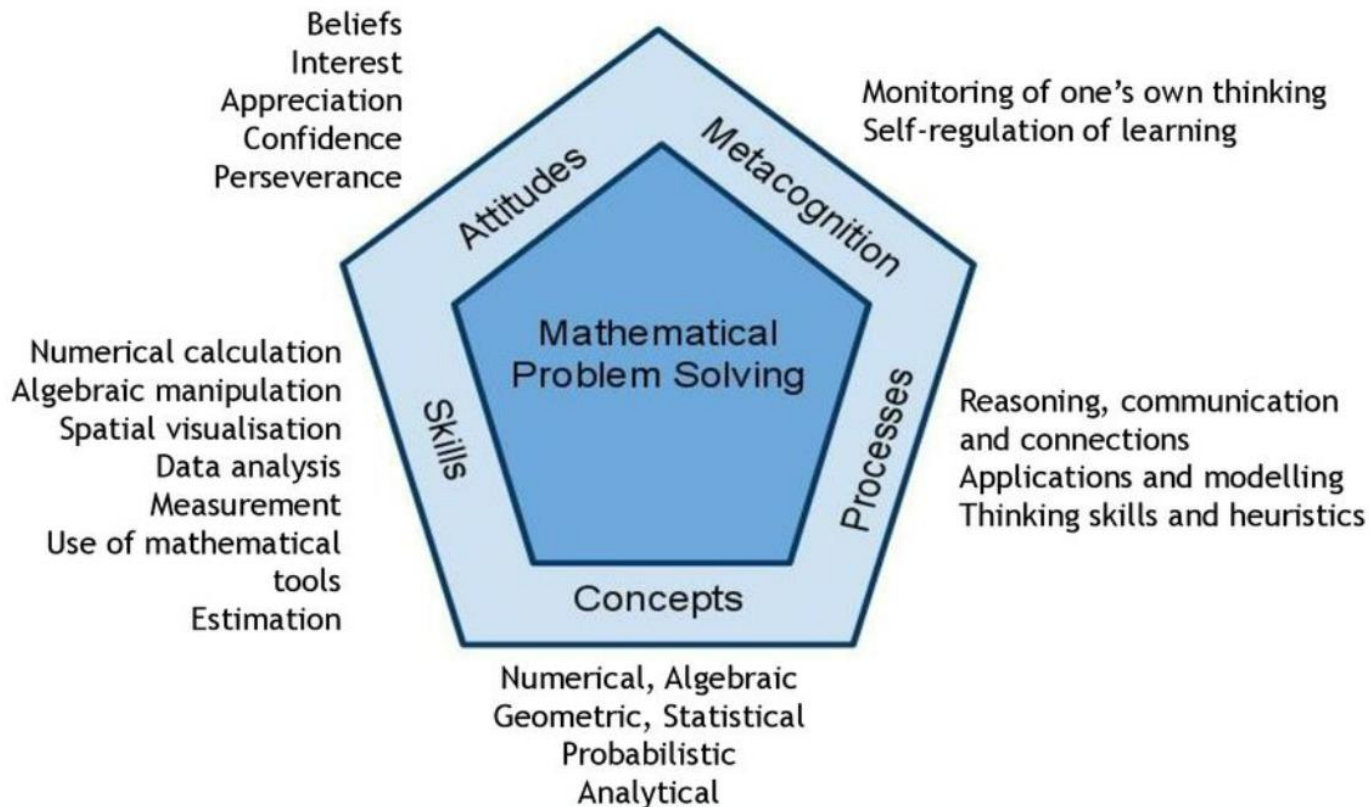 Beliefs
Interest
Appreciation
Confidence
Perseverance
Attitudes
Metacognition
Monitoring of one's own thinking
Self-regulation of learning
Mathematical
Problem Solving
Numerical calculation
Algebraic manipulation
Spatial visualisation
Data analysis
Measurement
Use of mathematical
tools
Estimation
Skills
Processes
Reasoning, communication
and connections
Applications and modelling
Thinking skills and heuristics
Concepts
Numerical, Algebraic
Geometric, Statistical
Probabilistic
Analytical